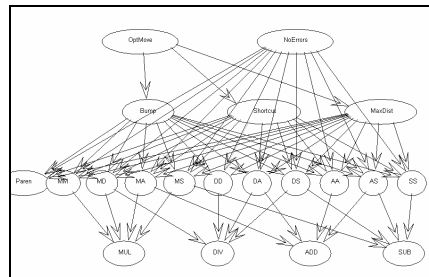 OptMove NoErrors
Bump Shortcut MaxDist
Paren MM MD MA MS DD DA DS AA AS SS
MUL DIV ADD SUB